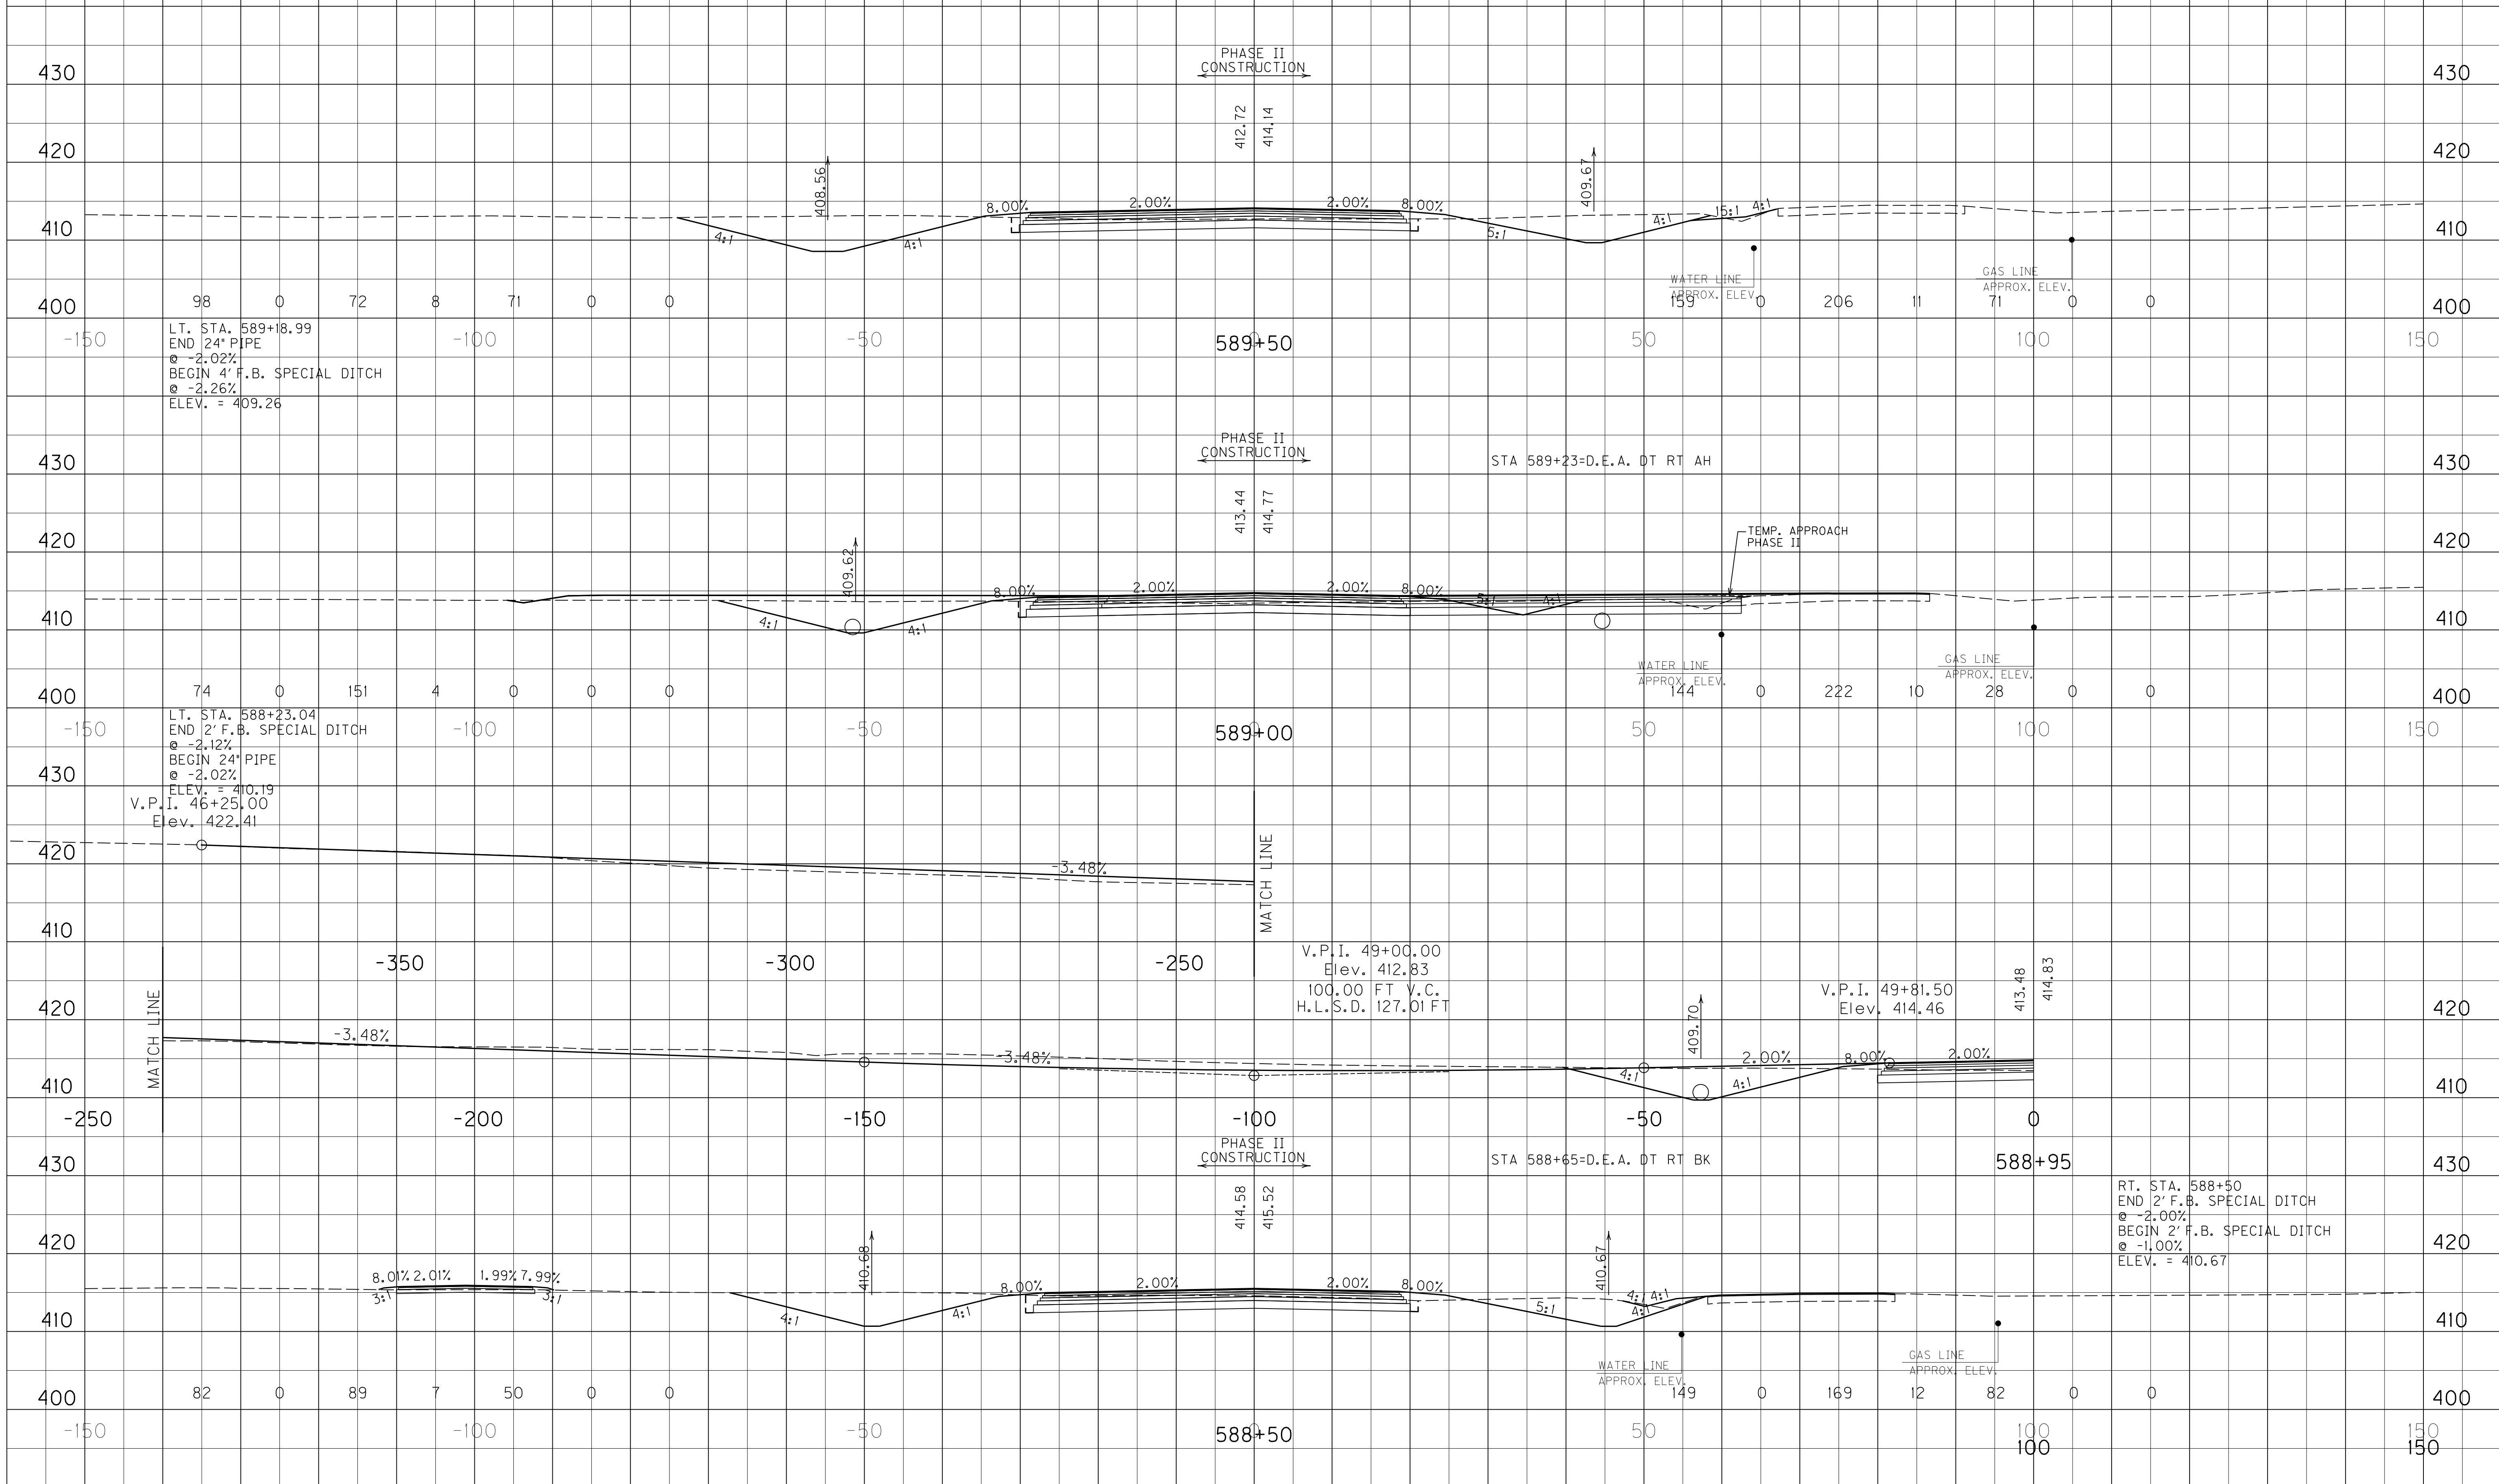 PHASE II
CONSTRUCTION
430 430
412.72 414.14
420 420
408.56 409.67
8.00% 2.00% 2.00% 8.00%
4:1 4:1 5:1 4:1 15:1 4:1
410 410
WATER LINE
APPROX. ELEV.
GAS LINE
APPROX. ELEV.
98 0 72 8 71 0 0 159 0 206 11 71 0 0
400 400
-150 -100 -50 0 50 100 150
589+50
LT. STA. 589+18.99
END 24" PIPE
@ -2.02%
BEGIN 4' F.B. SPECIAL DITCH
@ -2.26%
ELEV. = 409.26
PHASE II
CONSTRUCTION
STA 589+23=D.E.A. DT RT AH
430 430
413.44 414.77
TEMP. APPROACH
PHASE II
420 420
409.62
8.00% 2.00% 2.00% 8.00%
4:1 4:1 5:1 4:1
410 410
WATER LINE
APPROX. ELEV.
GAS LINE
APPROX. ELEV.
74 0 151 4 0 0 0 144 0 222 10 28 0 0
400 400
-150 -100 -50 0 50 100 150
589+00
LT. STA. 588+23.04
END 2' F.B. SPECIAL DITCH
@ -2.12%
BEGIN 24" PIPE
@ -2.02%
ELEV. = 410.19
430 430
V.P.I. 46+25.00
Elev. 422.41
420 420
-3.48%
MATCH LINE
410 410
-350 -300 -250
V.P.I. 49+00.00
Elev. 412.83
100.00 FT V.C.
H.L.S.D. 127.01 FT
V.P.I. 49+81.50
Elev. 414.46
413.48 414.83
MATCH LINE
420 420
409.70
-3.48% -3.48% 2.00% 8.00% 2.00%
4:1 4:1
410 410
-250 -200 -150 -100 -50 0
588+95
PHASE II
CONSTRUCTION
STA 588+65=D.E.A. DT RT BK
430 430
414.58 415.52
RT. STA. 588+50
END 2' F.B. SPECIAL DITCH
@ -2.00%
BEGIN 2' F.B. SPECIAL DITCH
@ -1.00%
ELEV. = 410.67
420 420
410.68 410.67
8.01% 2.01% 1.99% 7.99% 8.00% 2.00% 2.00% 8.00%
3:1 3:1 4:1 4:1 5:1 4:1 4:1 4:1
410 410
WATER LINE
APPROX. ELEV.
GAS LINE
APPROX. ELEV.
82 0 89 7 50 0 0 149 0 169 12 82 0 0
400 400
-150 -100 -50 0 50 100 150
588+50
100 150